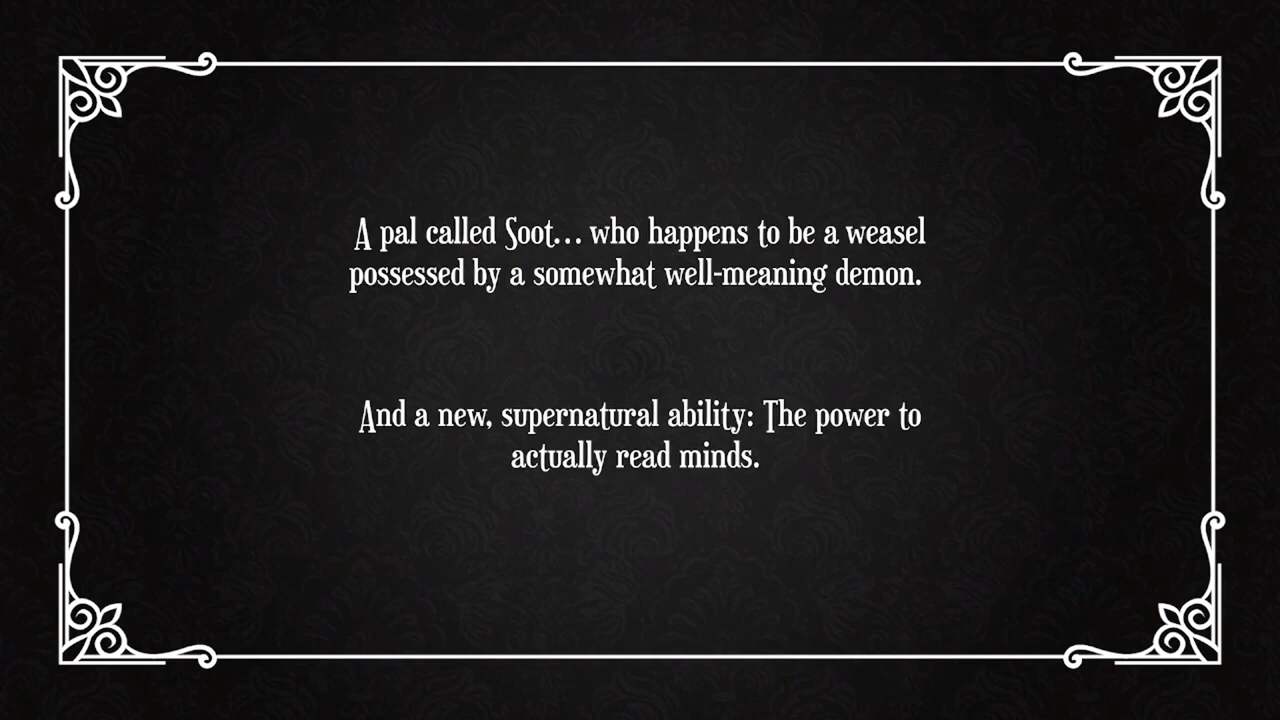 A pal called Soot... who happens to be a weasel
possessed by a somewhat well-meaning demon.
And a new, supernatural ability: The power to
actually read minds.